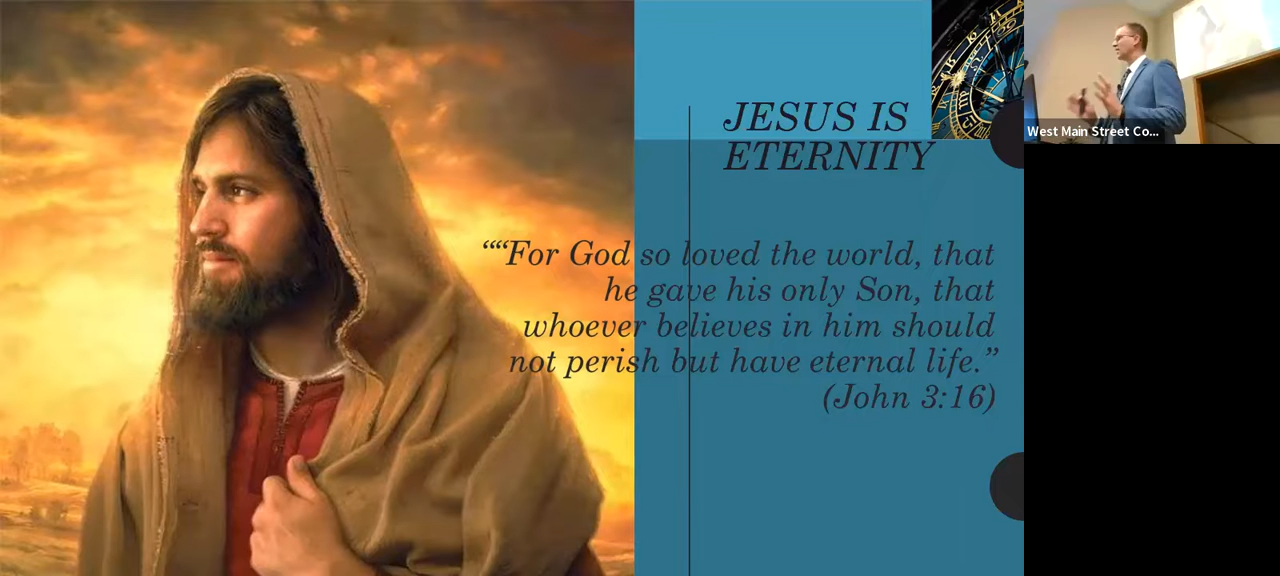 JESUS IS
ETERNITY
““For God so loved the world, that
he gave his only Son, that
whoever believes in him should
not perish but have eternal life.”
(John 3:16)
West Main Street Co...